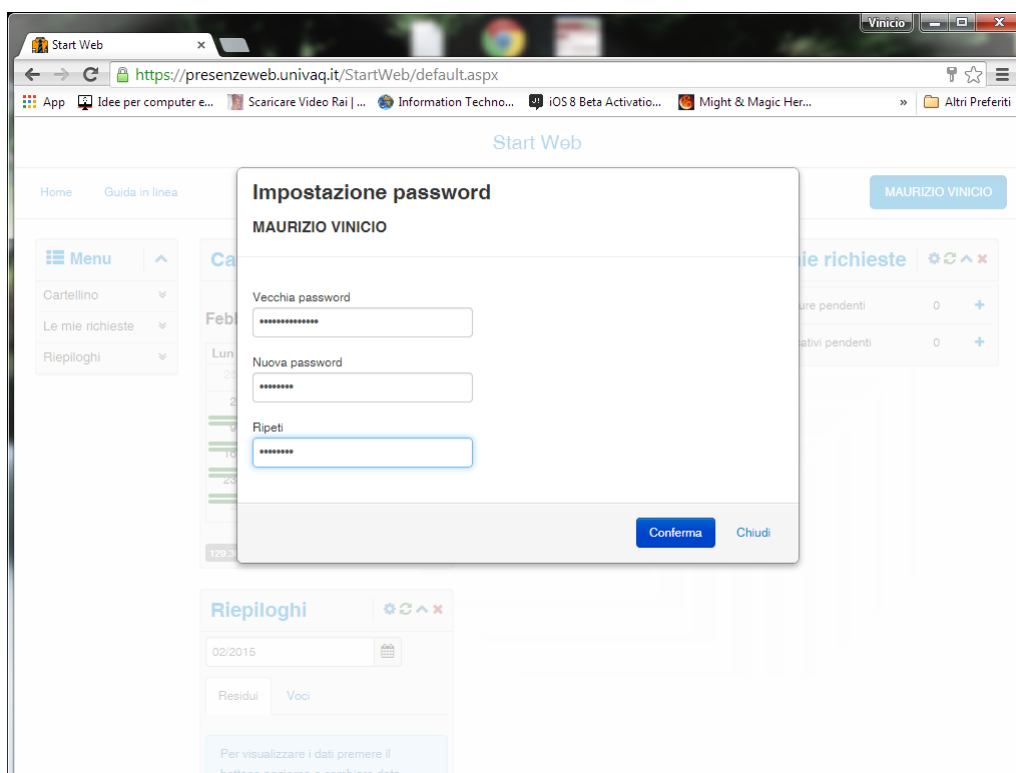 Vinicio
Start Web
https://presenzeweb.univaq.it/StartWeb/default.aspx
App Idee per computer e... Scaricare Video Rai | ... Information Techno... iOS 8 Beta Activatio... Might & Magic Her... » Altri Preferiti
Start Web
Home Guida in linea MAURIZIO VINICIO
Impostazione password
MAURIZIO VINICIO
Vecchia password
••••••••••••••
Nuova password
••••••••
Ripeti
••••••••
Conferma Chiudi
Menu
Cartellino
Le mie richieste
Riepiloghi
Ca
Febb
Lun
ie richieste
ure pendenti 0
ativi pendenti 0
Riepiloghi
02/2015
Residui Voci
Per visualizzare i dati premere il